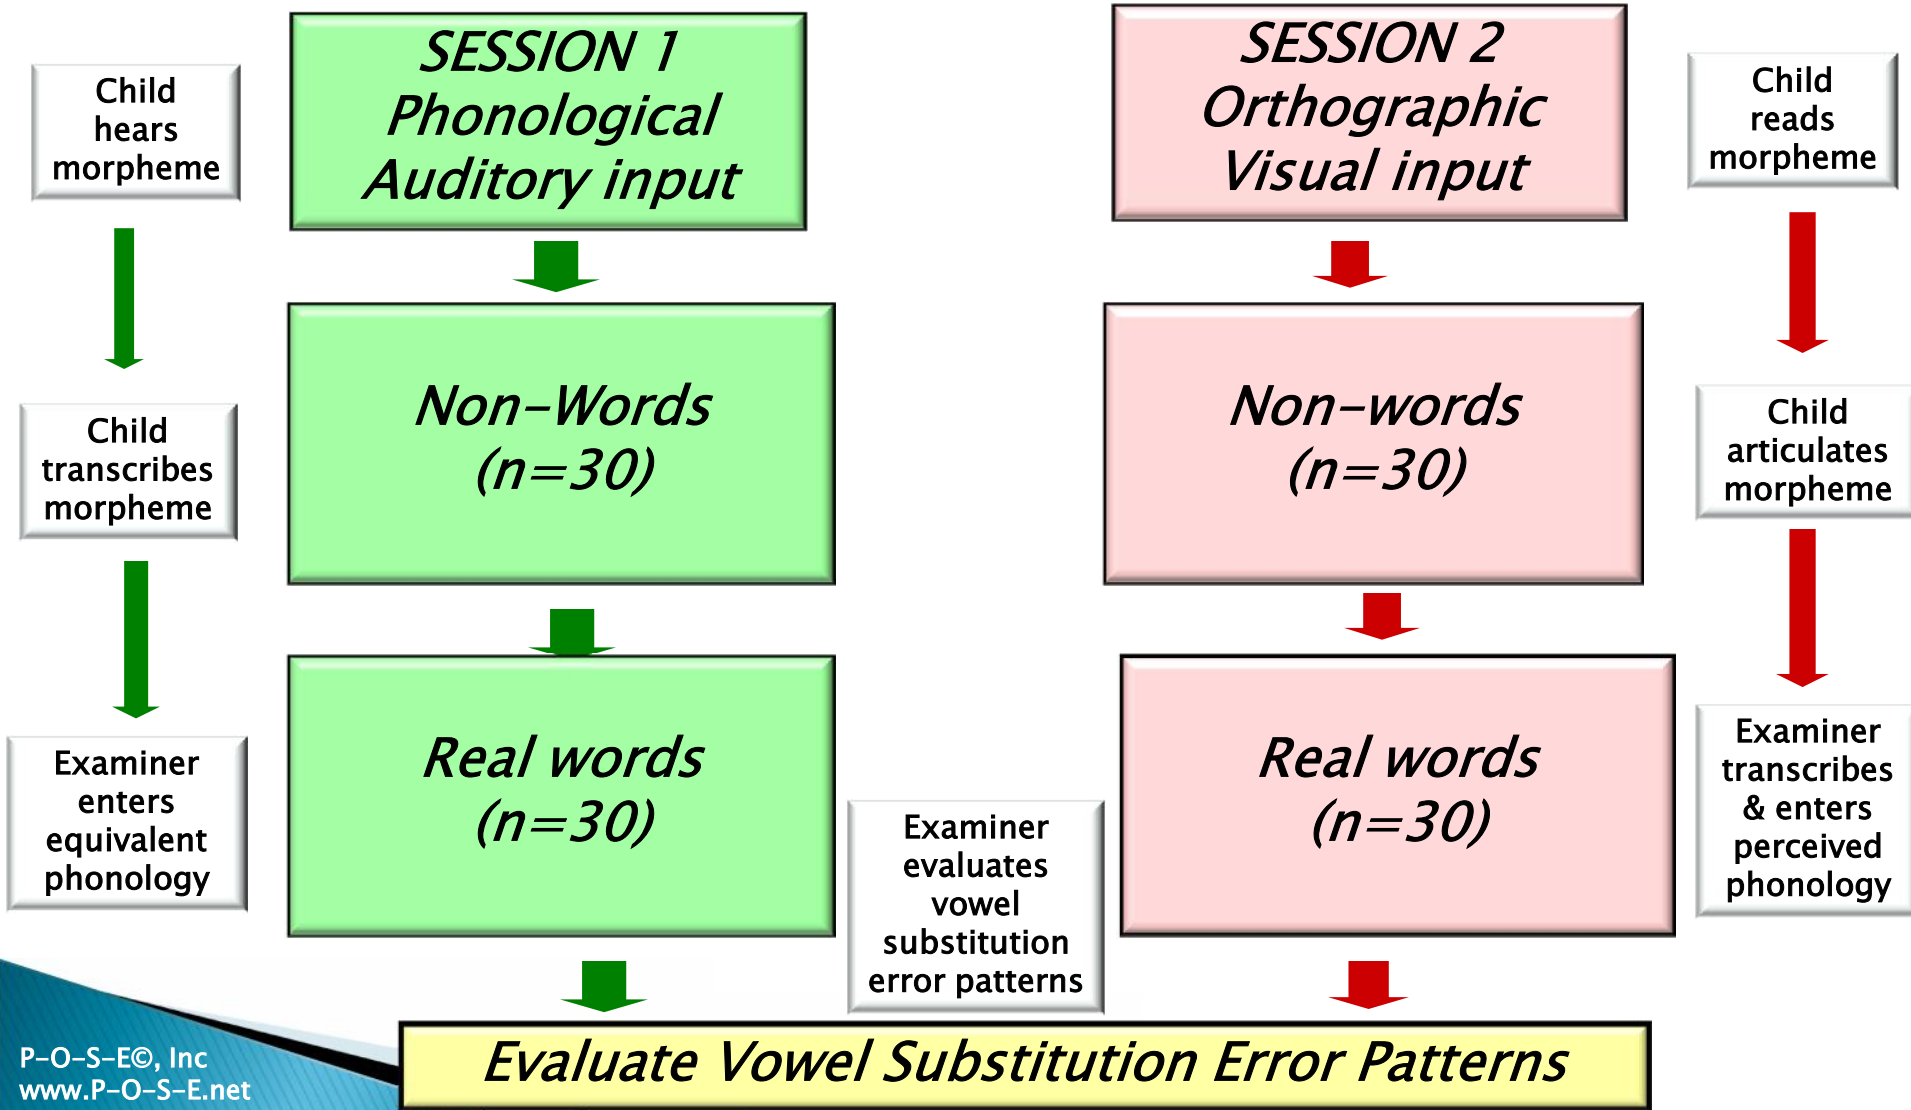 Child
hears
morpheme
SESSION 1
Phonological
Auditory input
SESSION 2
Orthographic
Visual input
Child
reads
morpheme
Child
transcribes
morpheme
Non-Words
(n=30)
Non-words
(n=30)
Child
articulates
morpheme
Examiner
enters
equivalent
phonology
Real words
(n=30)
Examiner
evaluates
vowel
substitution
error patterns
Real words
(n=30)
Examiner
transcribes
& enters
perceived
phonology
P-O-S-E©, Inc
www.P-O-S-E.net
Evaluate Vowel Substitution Error Patterns